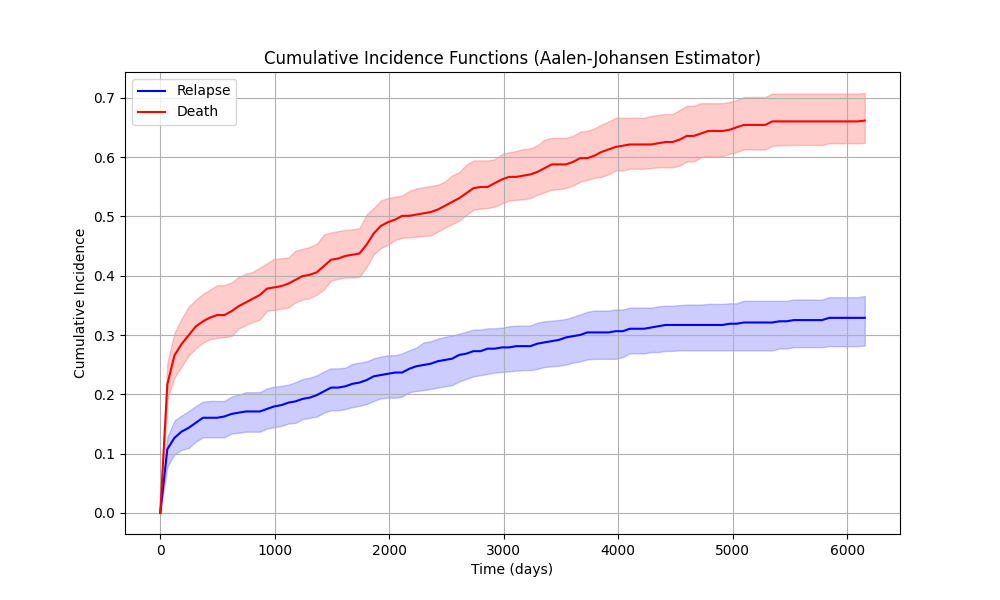 Cumulative Incidence Functions (Aalen-Johansen Estimator)
Relapse
Death
Cumulative Incidence
0.7
0.6
0.5
0.4
0.3
0.2
0.1
0.0
0 1000 2000 3000 4000 5000 6000
Time (days)